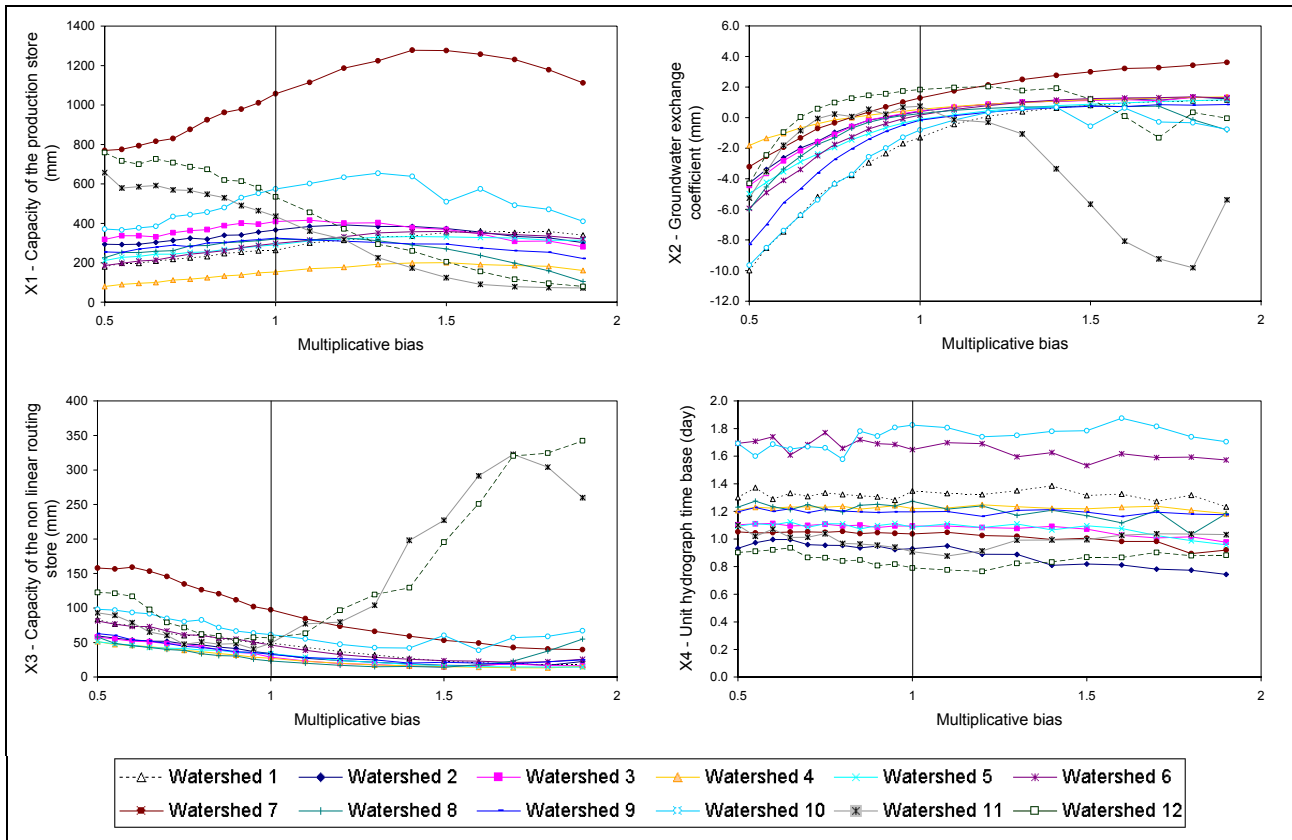 X1 - Capacity of the production store
(mm)
1400
1200
1000
800
600
400
200
0
0.5
1
1.5
2
Multiplicative bias
X2 - Groundwater exchange
coefficient (mm)
6.0
4.0
2.0
0.0
-2.0
-4.0
-6.0
-8.0
-10.0
-12.0
0.5
1
1.5
2
Multiplicative bias
X3 - Capacity of the non linear routing
store (mm)
400
350
300
250
200
150
100
50
0
0.5
1
1.5
2
Multiplicative bias
X4 - Unit hydrograph time base (day)
2.0
1.8
1.6
1.4
1.2
1.0
0.8
0.6
0.4
0.2
0.0
0.5
1
1.5
2
Multiplicative bias
Watershed 1
Watershed 2
Watershed 3
Watershed 4
Watershed 5
Watershed 6
Watershed 7
Watershed 8
Watershed 9
Watershed 10
Watershed 11
Watershed 12